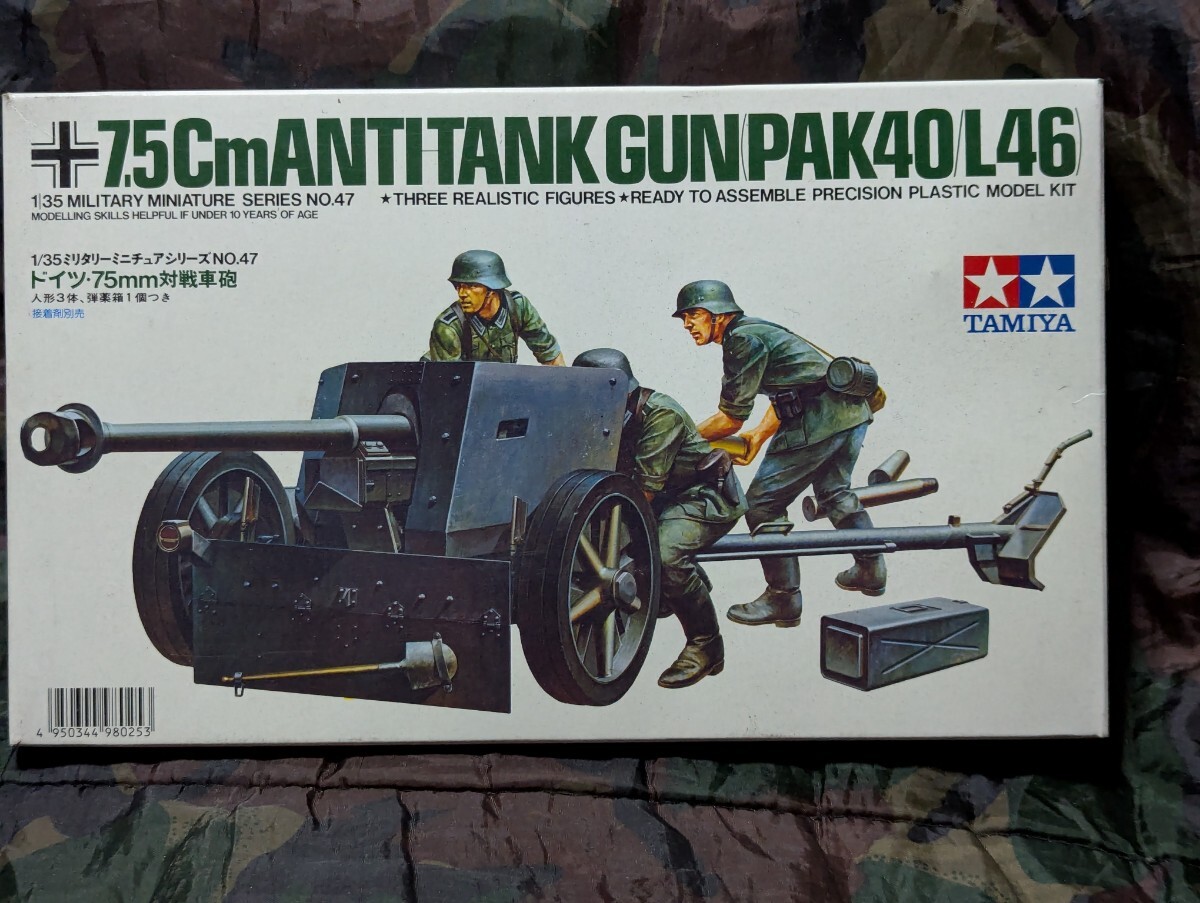 7.5Cm ANTI-TANK GUN (PAK40/L46)
1/35 MILITARY MINIATURE SERIES NO.47 ★THREE REALISTIC FIGURES ★READY TO ASSEMBLE PRECISION PLASTIC MODEL KIT
MODELLING SKILLS HELPFUL IF UNDER 10 YEARS OF AGE
1/35ミリタリーミニチュアシリーズNO.47
ドイツ・75mm対戦車砲
人形3体、弾薬箱1個つき
接着剤別売
TAMIYA
4 950344 980253